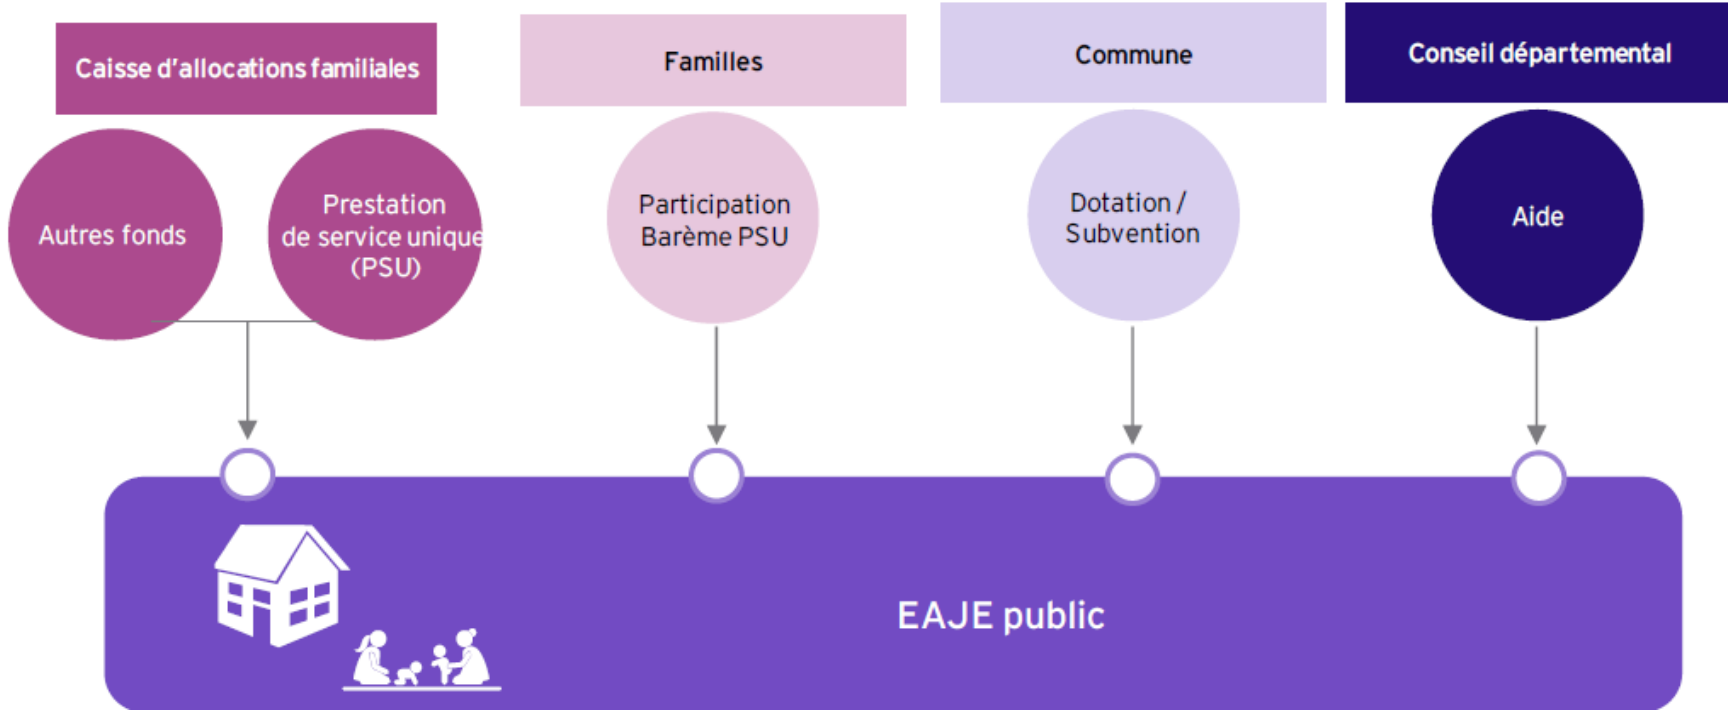 Caisse d'allocations familiales
Familles
Commune
Conseil départemental
Autres fonds
Prestation
de service unique
(PSU)
Participation
Barème PSU
Dotation /
Subvention
Aide
EAJE public